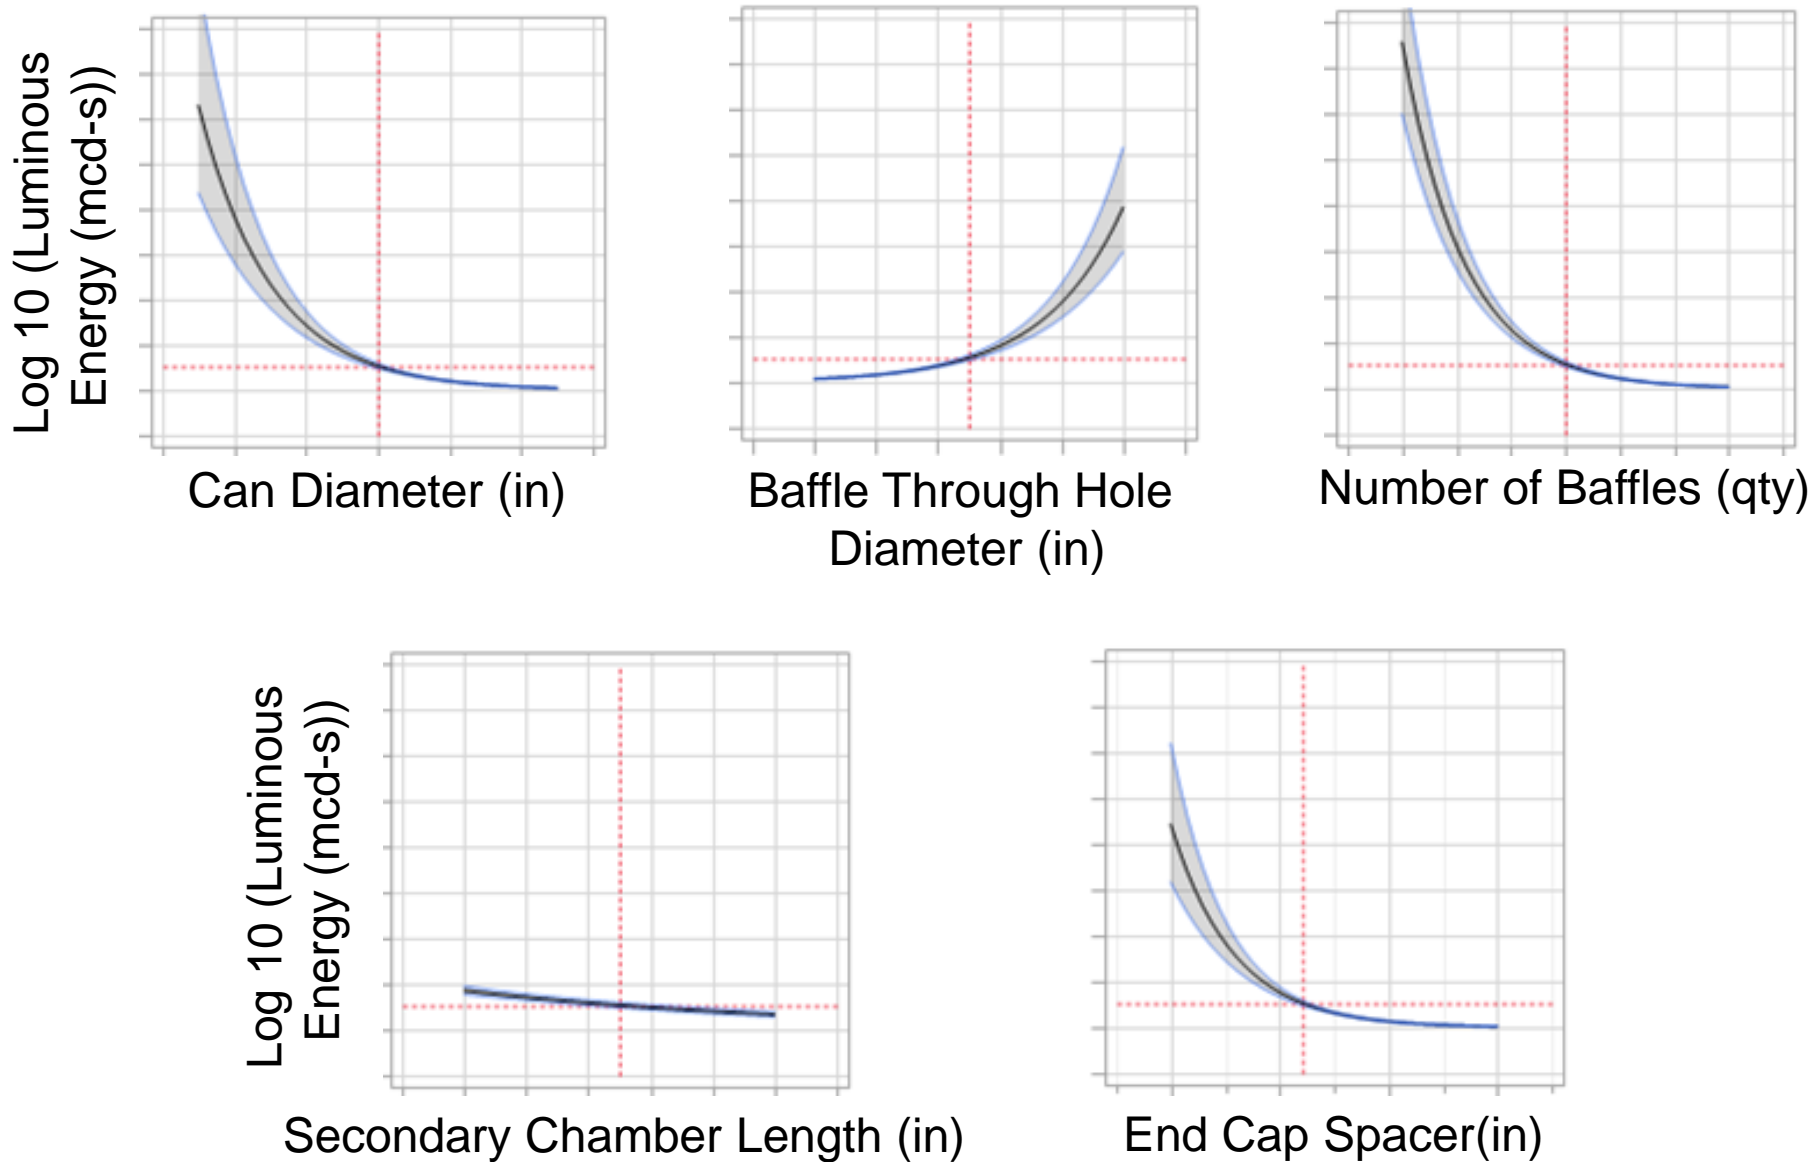 Log 10 (Luminous
Energy (mcd-s))
Can Diameter (in)
Baffle Through Hole
Diameter (in)
Number of Baffles (qty)
Log 10 (Luminous
Energy (mcd-s))
Secondary Chamber Length (in)
End Cap Spacer(in)